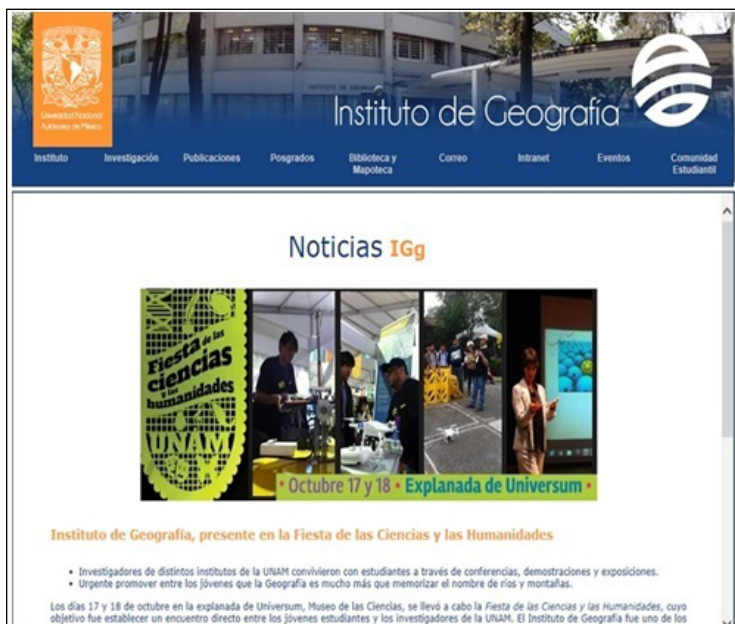 Universidad Nacional
Autónoma de México
INSTITUTO DE GEOGRAFÍA
Instituto de Geografía
Instituto Investigación Publicaciones Posgrados Biblioteca y Mapoteca Correo Intranet Eventos Comunidad Estudiantil
Noticias IGg
Fiesta de las
ciencias
y las
humanidades
UNAM
• Octubre 17 y 18 • Explanada de Universum •
Instituto de Geografía, presente en la Fiesta de las Ciencias y las Humanidades
• Investigadores de distintos institutos de la UNAM convivieron con estudiantes a través de conferencias, demostraciones y exposiciones.
• Urgente promover entre los jóvenes que la Geografía es mucho más que memorizar el nombre de ríos y montañas.
Los días 17 y 18 de octubre en la explanada de Universum, Museo de las Ciencias, se llevó a cabo la Fiesta de las Ciencias y las Humanidades, cuyo
objetivo fue establecer un encuentro directo entre los jóvenes estudiantes y los investigadores de la UNAM. El Instituto de Geografía fue uno de los